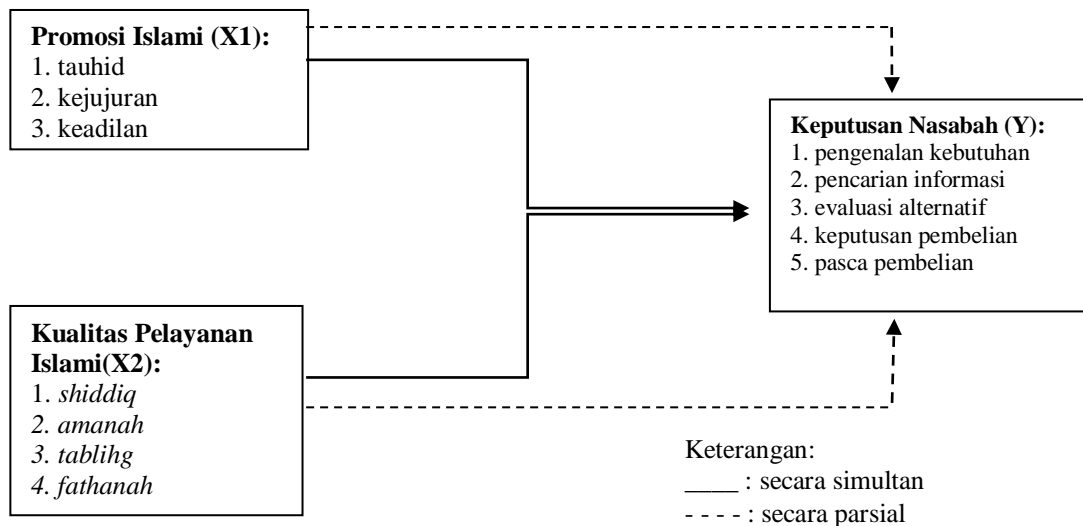 Promosi Islami (X1):
1. tauhid
2. kejujuran
3. keadilan
Keputusan Nasabah (Y):
1. pengenalan kebutuhan
2. pencarian informasi
3. evaluasi alternatif
4. keputusan pembelian
5. pasca pembelian
Kualitas Pelayanan
Islami(X2):
1. shiddiq
2. amanah
3. tablihg
4. fathanah
Keterangan:
____ : secara simultan
- - - - : secara parsial